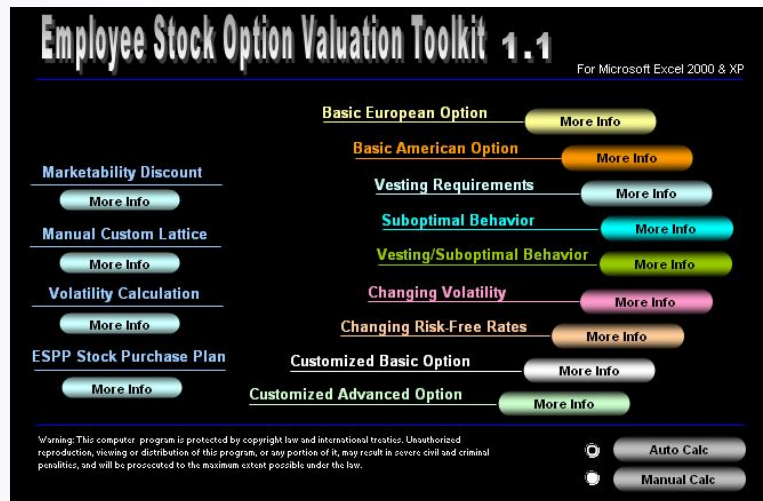 Employee Stock Option Valuation Toolkit 1.1
For Microsoft Excel 2000 & XP
Basic European Option
More Info
Basic American Option
More Info
Marketability Discount
More Info
Vesting Requirements
More Info
Suboptimal Behavior
More Info
Manual Custom Lattice
More Info
Vesting/Suboptimal Behavior
More Info
Volatility Calculation
More Info
Changing Volatility
More Info
Changing Risk-Free Rates
More Info
ESPP Stock Purchase Plan
More Info
Customized Basic Option
More Info
Customized Advanced Option
More Info
Warning: This computer program is protected by copyright law and international treaties. Unauthorized
reproduction, viewing or distribution of this program, or any portion of it, may result in severe civil and criminal
penalities, and will be prosecuted to the maximum extent possible under the law.
Auto Calc
Manual Calc